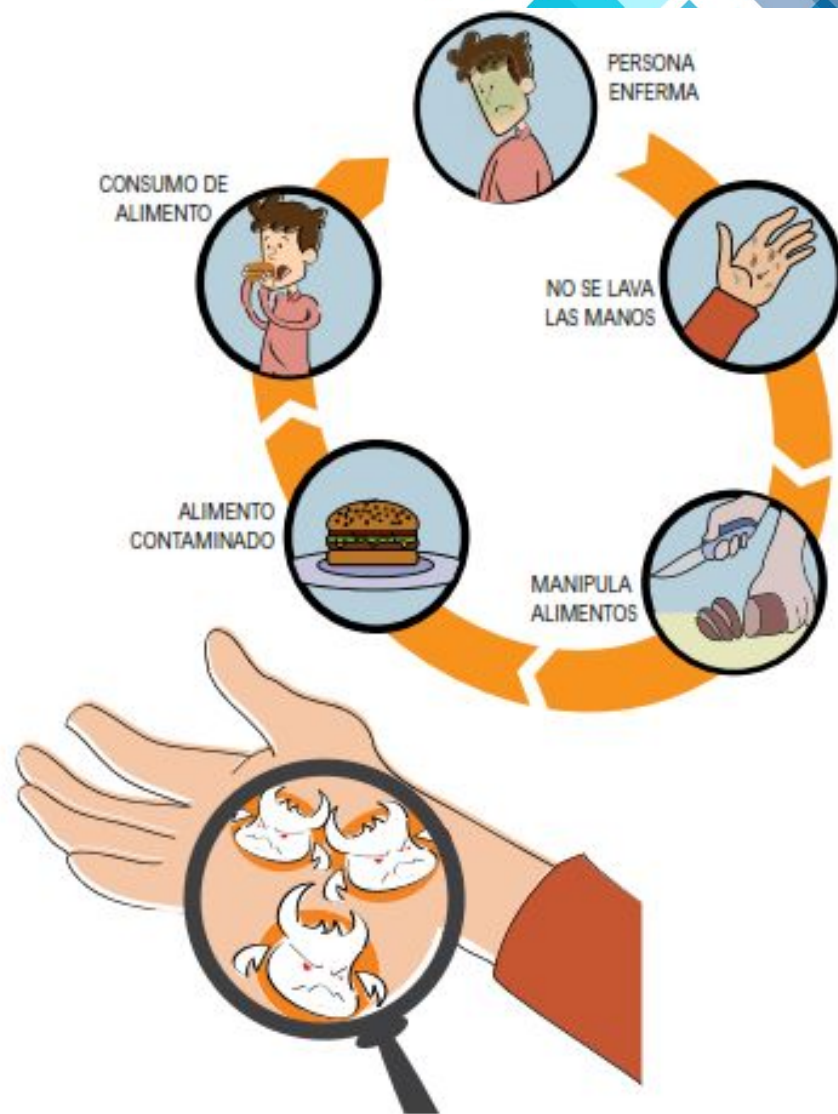 PERSONA
ENFERMA
NO SE LAVA
LAS MANOS
MANIPULA
ALIMENTOS
ALIMENTO
CONTAMINADO
CONSUMO DE
ALIMENTO